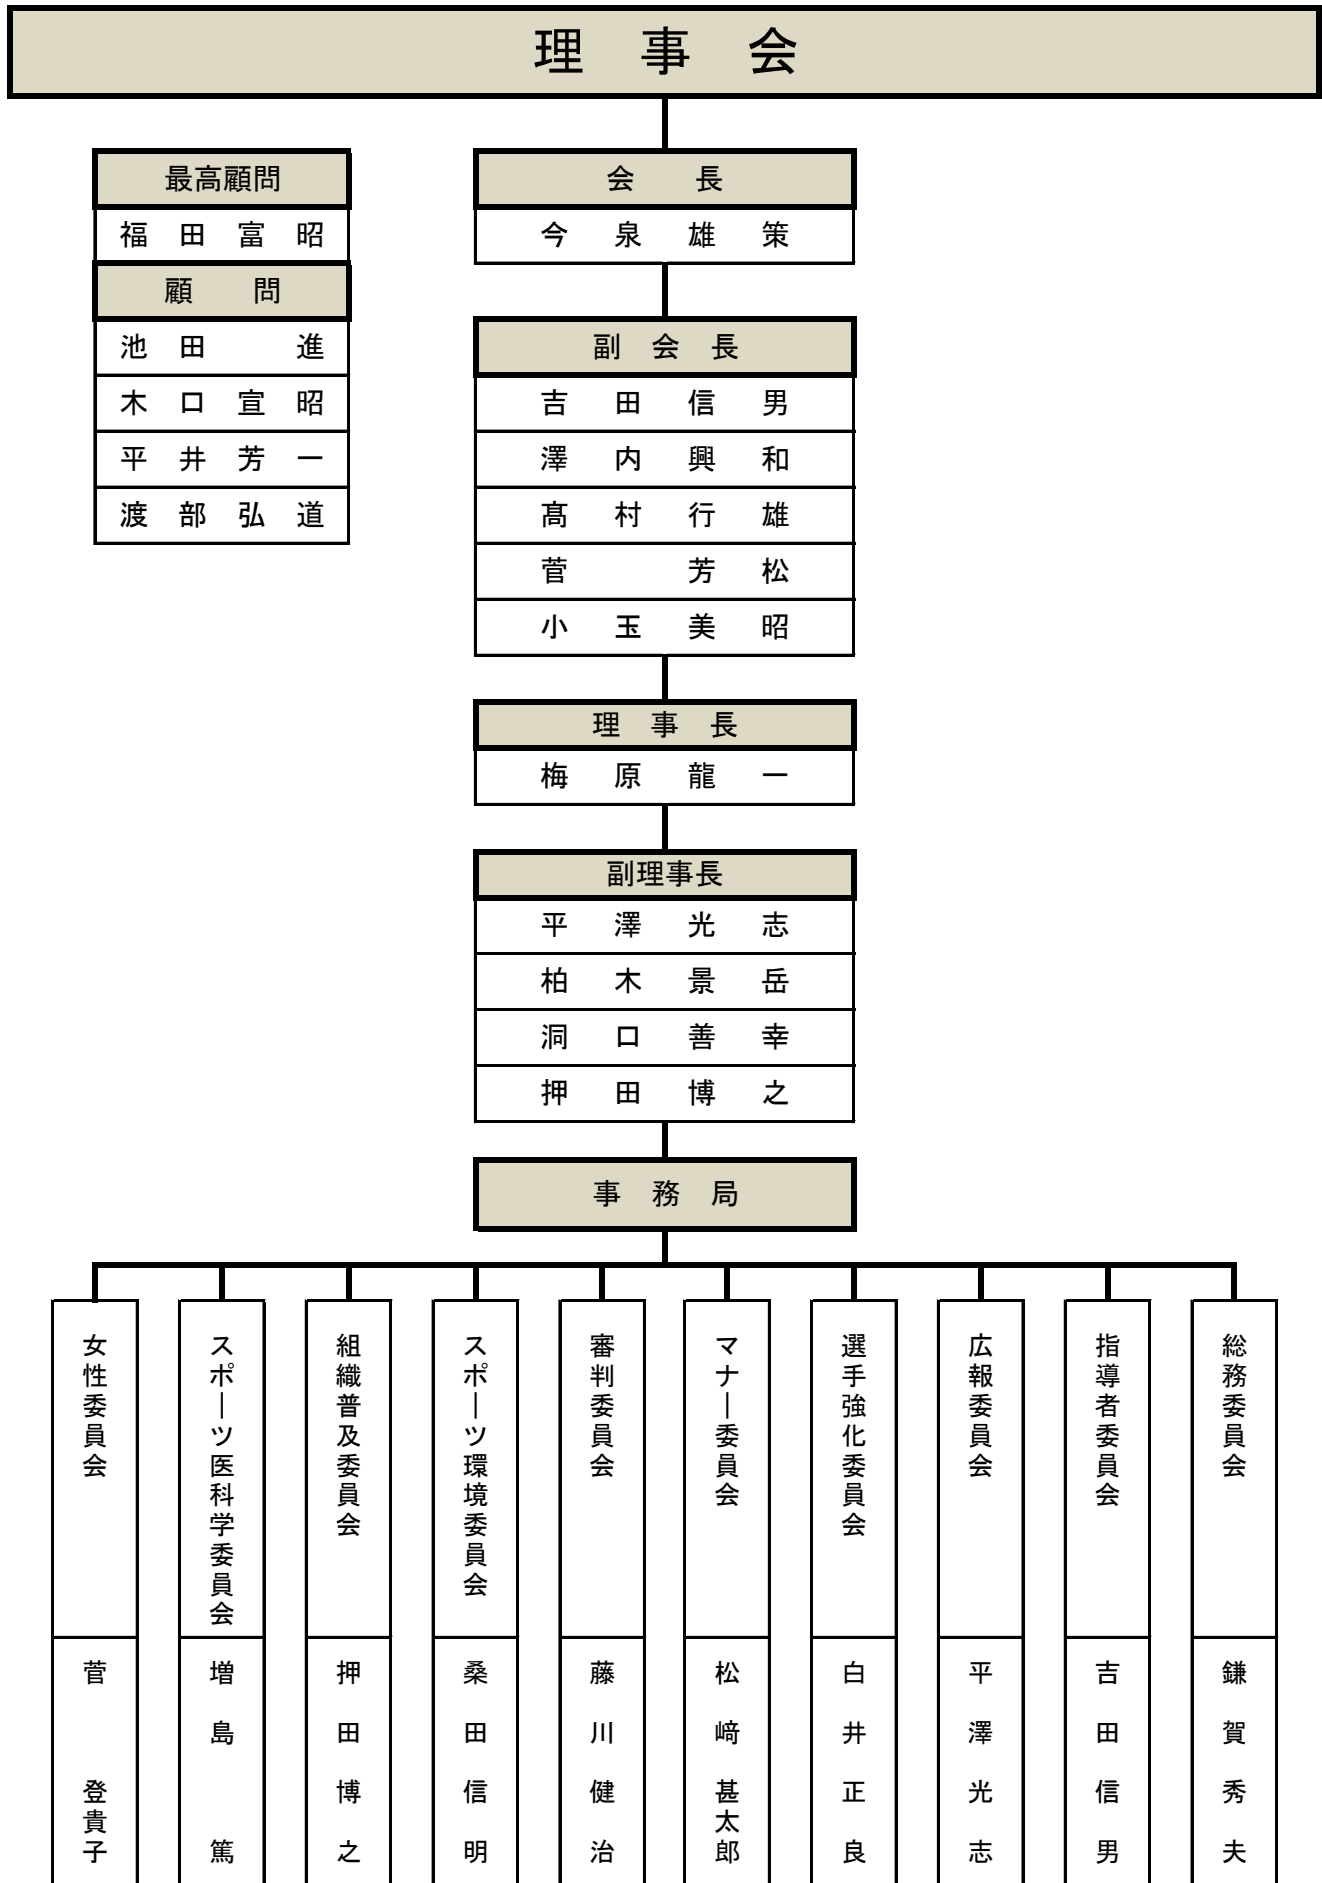 理事会
最高顧問
福田富昭
顧問
池田進
木口宣昭
平井芳一
渡部弘道
会長
今泉雄策
副会長
吉田信男
澤内興和
髙村行雄
菅芳松
小玉美昭
理事長
梅原龍一
副理事長
平澤光志
柏木景岳
洞口善幸
押田博之
事務局
女性委員会
菅登貴子
スポーツ医科学委員会
増島篤
組織普及委員会
押田博之
スポーツ環境委員会
桑田信明
審判委員会
藤川健治
マナー委員会
松﨑甚太郎
選手強化委員会
白井正良
広報委員会
平澤光志
指導者委員会
吉田信男
総務委員会
鎌賀秀夫